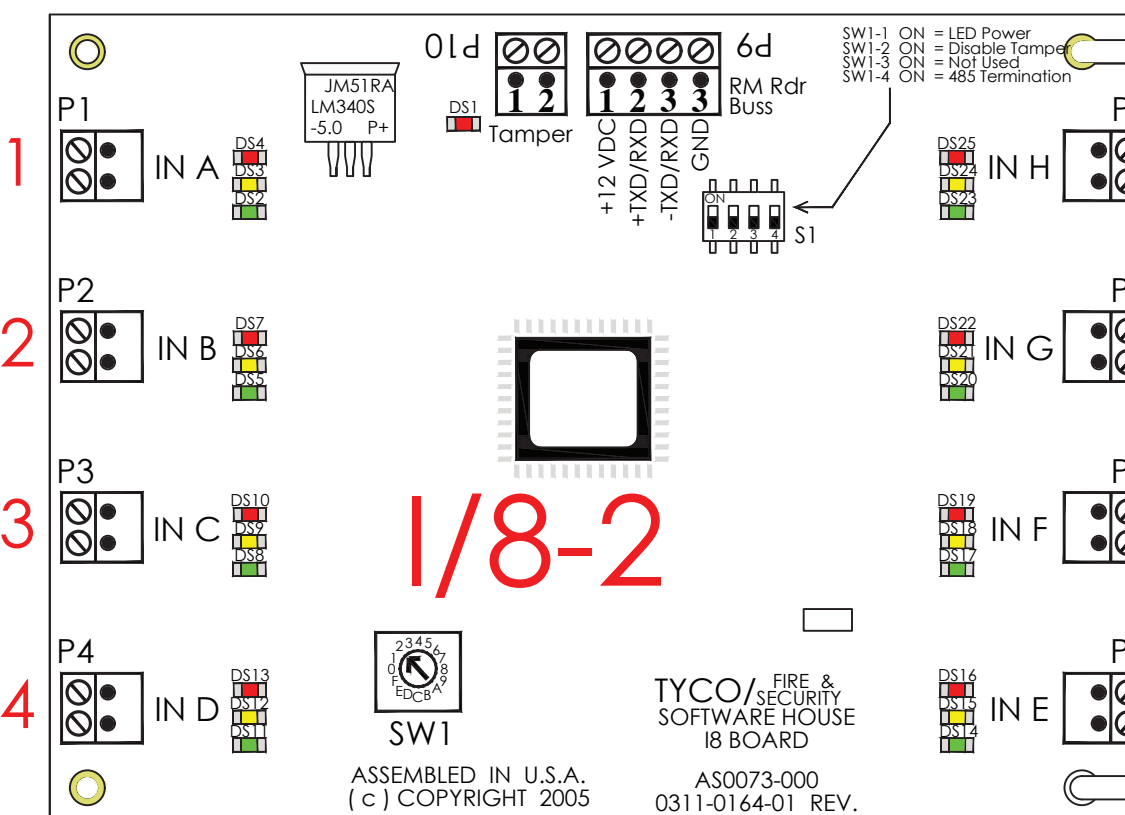 P10
P9
SW1-1 ON = LED Power
SW1-2 ON = Disable Tamper
SW1-3 ON = Not Used
SW1-4 ON = 485 Termination
JM51RA
LM340S
-5.0 P+
DS1
1 2
Tamper
1 2 3 3
RM Rdr
Buss
+12 VDC
+TXD/RXD
-TXD/RXD
GND
ON
1 2 3 4
S1
P1
1
IN A
DS4
DS3
DS2
DS25
DS24
DS23
IN H
P
P2
2
IN B
DS7
DS6
DS5
DS22
DS21
DS20
IN G
P
P3
3
IN C
DS10
DS9
DS8
I/8-2
DS19
DS18
DS17
IN F
P
P4
4
IN D
DS13
DS12
DS11
0 1 2 3 4 5 6 7 8 9 A B C D E F
SW1
DS16
DS15
DS14
IN E
P
TYCO/ FIRE &
SECURITY
SOFTWARE HOUSE
I8 BOARD
ASSEMBLED IN U.S.A.
( c ) COPYRIGHT 2005
AS0073-000
0311-0164-01 REV.